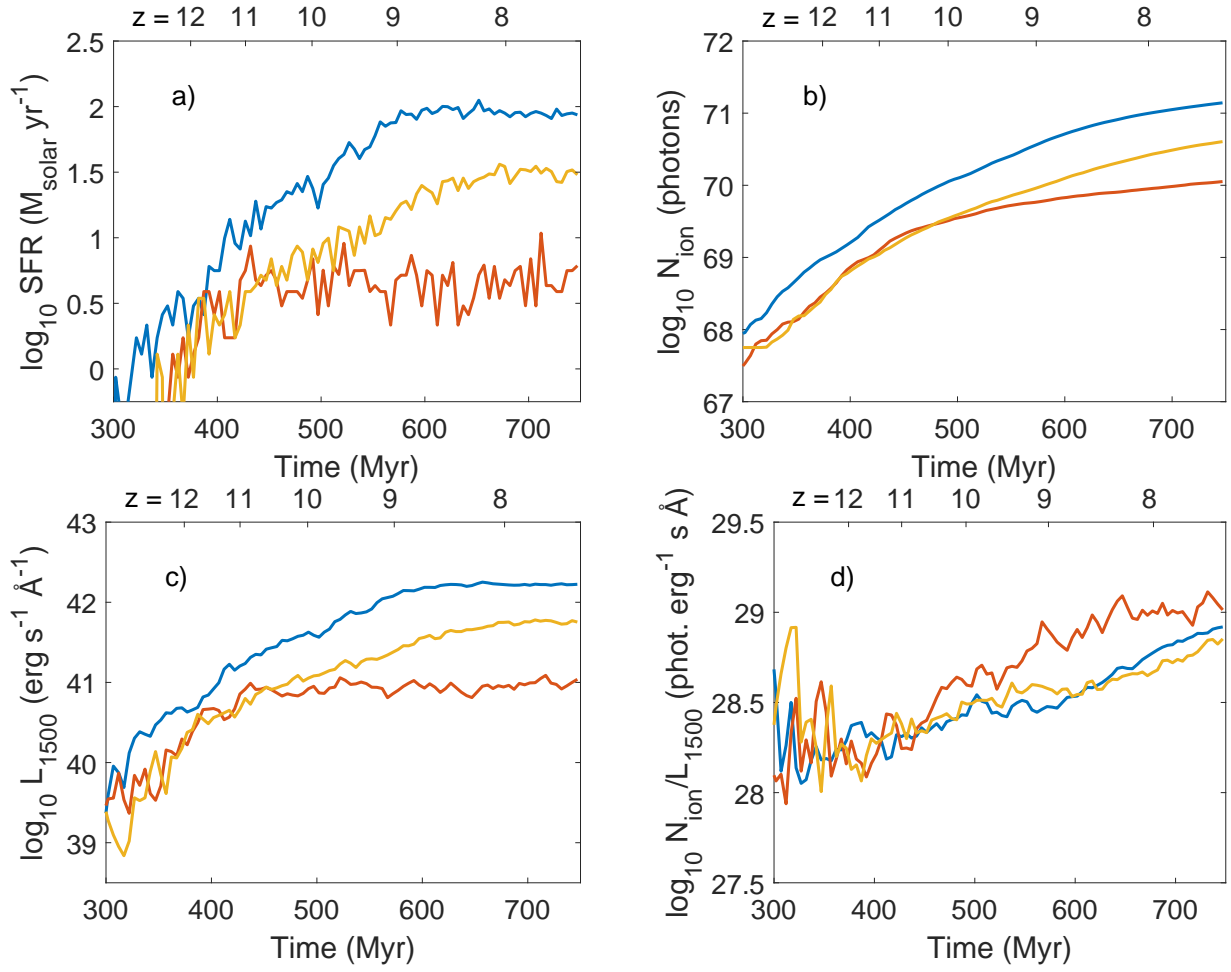 z = 12 11 10 9 8
2.5
2
1.5
1
0.5
0
a)
log10 SFR (Msolar yr-1)
300 400 500 600 700
Time (Myr)
z = 12 11 10 9 8
72
71
70
69
68
67
b)
log10 Nion (photons)
300 400 500 600 700
Time (Myr)
z = 12 11 10 9 8
43
42
41
40
39
c)
log10 L1500 (erg s-1 Å-1)
300 400 500 600 700
Time (Myr)
z = 12 11 10 9 8
29.5
29
28.5
28
27.5
d)
log10 Nion/L1500 (phot. erg-1 s Å)
300 400 500 600 700
Time (Myr)